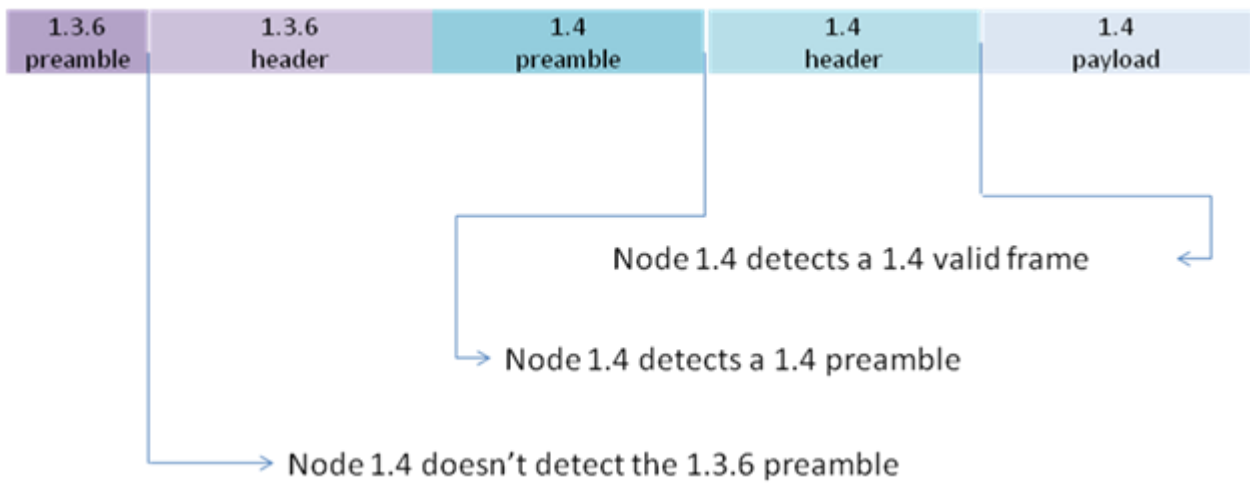 1.3.6
preamble
1.3.6
header
1.4
preamble
1.4
header
1.4
payload
Node 1.4 detects a 1.4 valid frame
Node 1.4 detects a 1.4 preamble
Node 1.4 doesn’t detect the 1.3.6 preamble